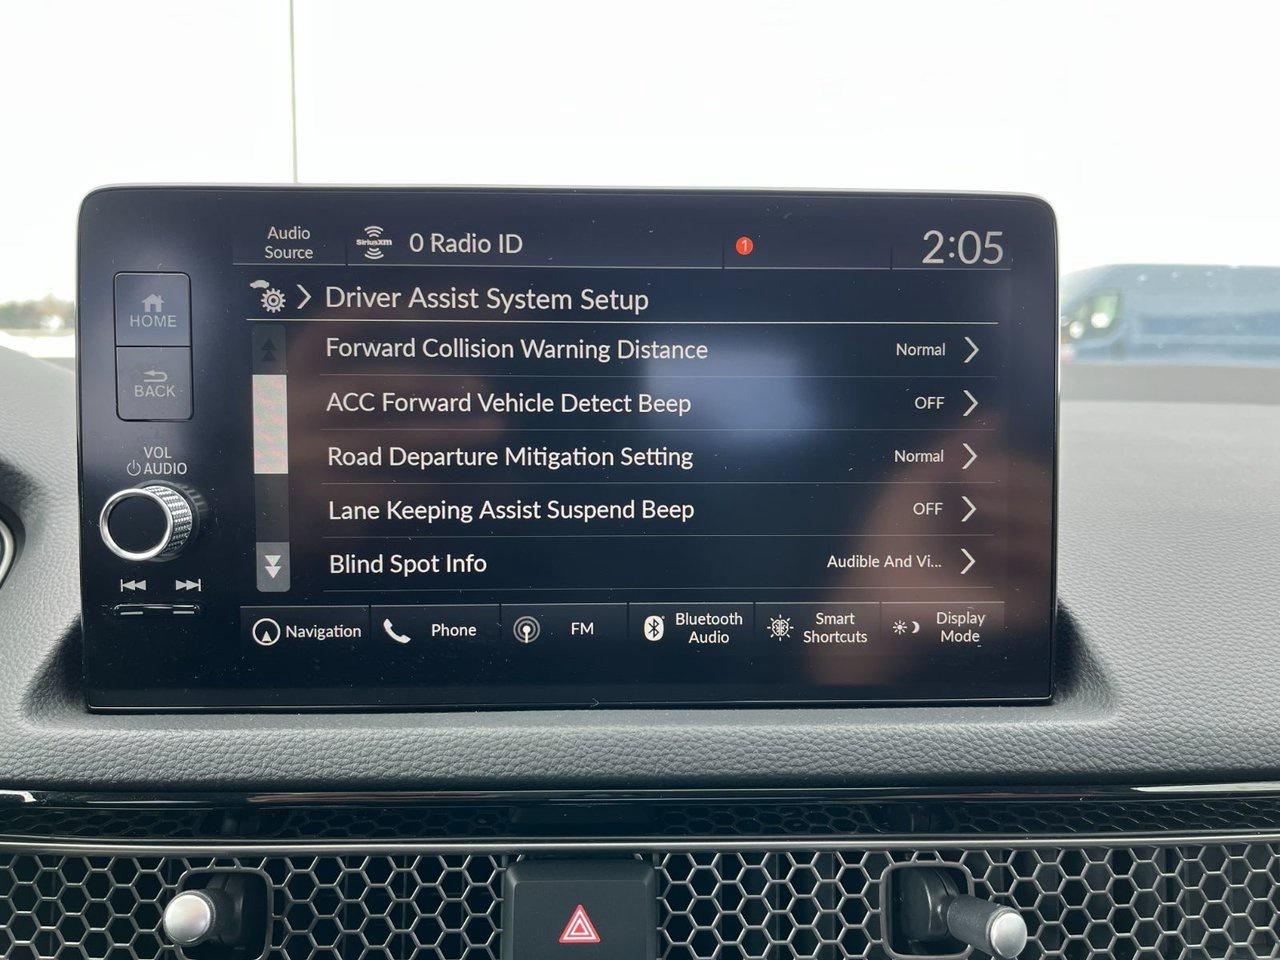 Audio
Source
SiriusXM
0 Radio ID
1
2:05
HOME
Driver Assist System Setup
Forward Collision Warning Distance
Normal
BACK
ACC Forward Vehicle Detect Beep
OFF
VOL
AUDIO
Road Departure Mitigation Setting
Normal
Lane Keeping Assist Suspend Beep
OFF
Blind Spot Info
Audible And Vi...
Navigation
Phone
FM
Bluetooth
Audio
Smart
Shortcuts
Display
Mode